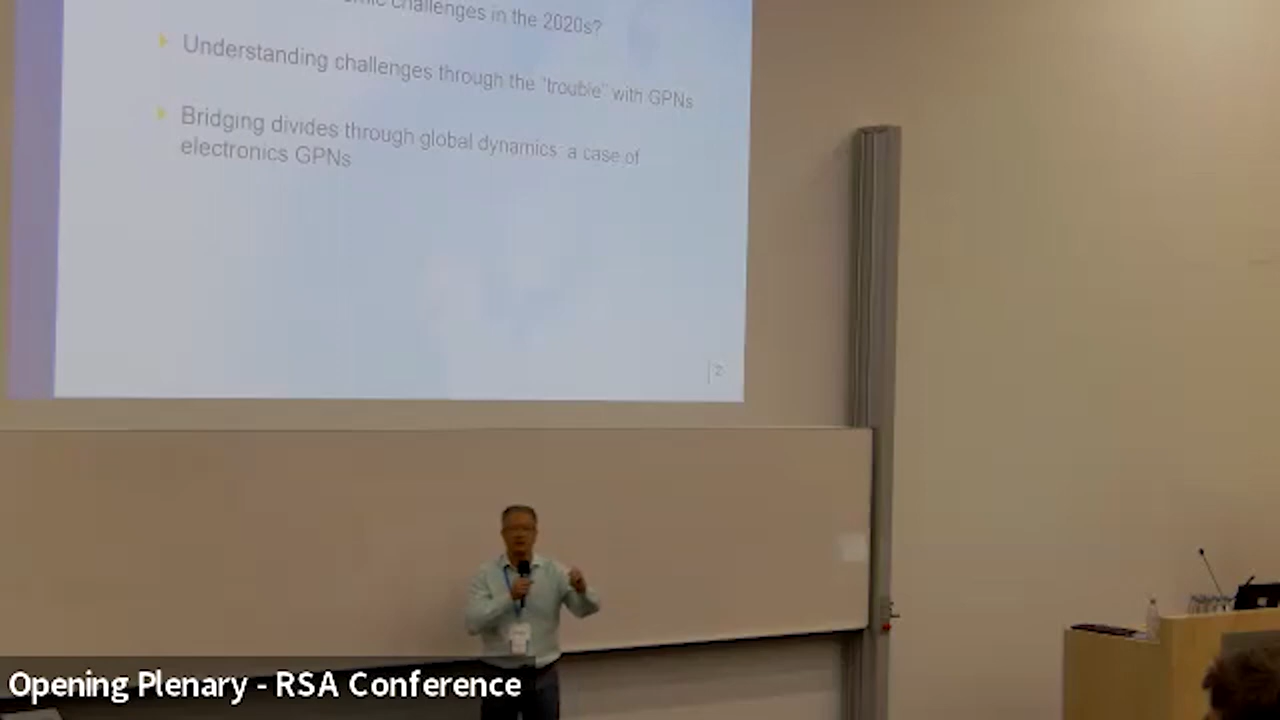 challenges in the 2020s?
Understanding challenges through the "trouble" with GPNs
Bridging divides through global dynamics: a case of
electronics GPNs
2
Opening Plenary - RSA Conference